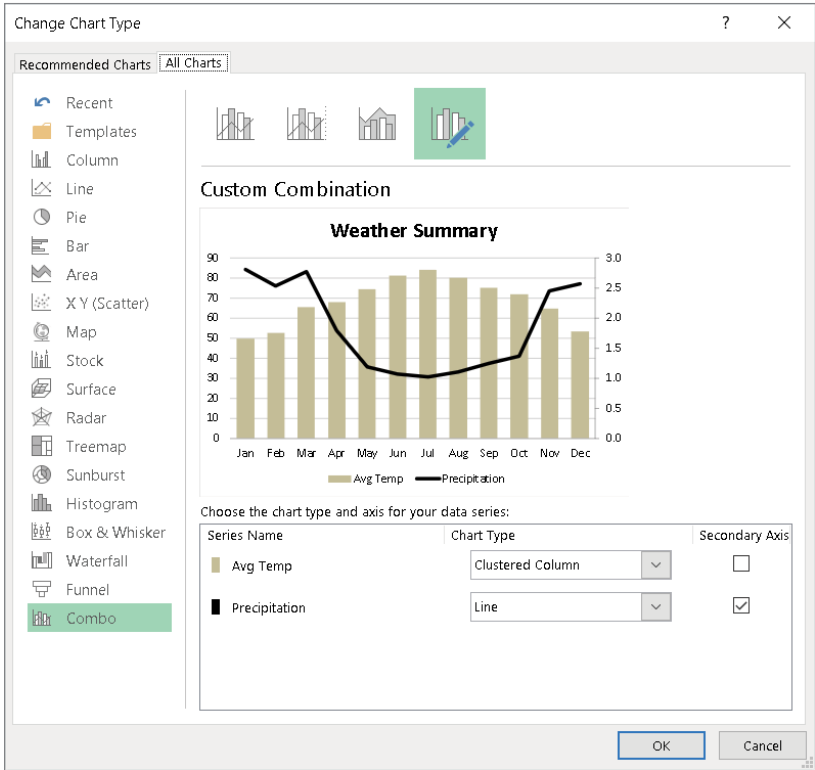 Change Chart Type ? ×
Recommended Charts All Charts
Recent
Templates
Column
Line
Pie
Bar
Area
X Y (Scatter)
Map
Stock
Surface
Radar
Treemap
Sunburst
Histogram
Box & Whisker
Waterfall
Funnel
Combo
Custom Combination
Weather Summary
90 3.0
80
70 2.5
60 2.0
50 1.5
40
30 1.0
20
10 0.5
0 0.0
Jan Feb Mar Apr May Jun Jul Aug Sep Oct Nov Dec
Avg Temp Precipitation
Choose the chart type and axis for your data series:
Series Name Chart Type Secondary Axis
Avg Temp Clustered Column
Precipitation Line
OK Cancel